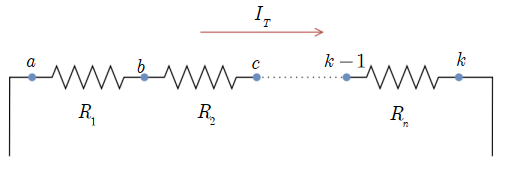 I_T
a b c k − 1 k
R_1 R_2 R_n